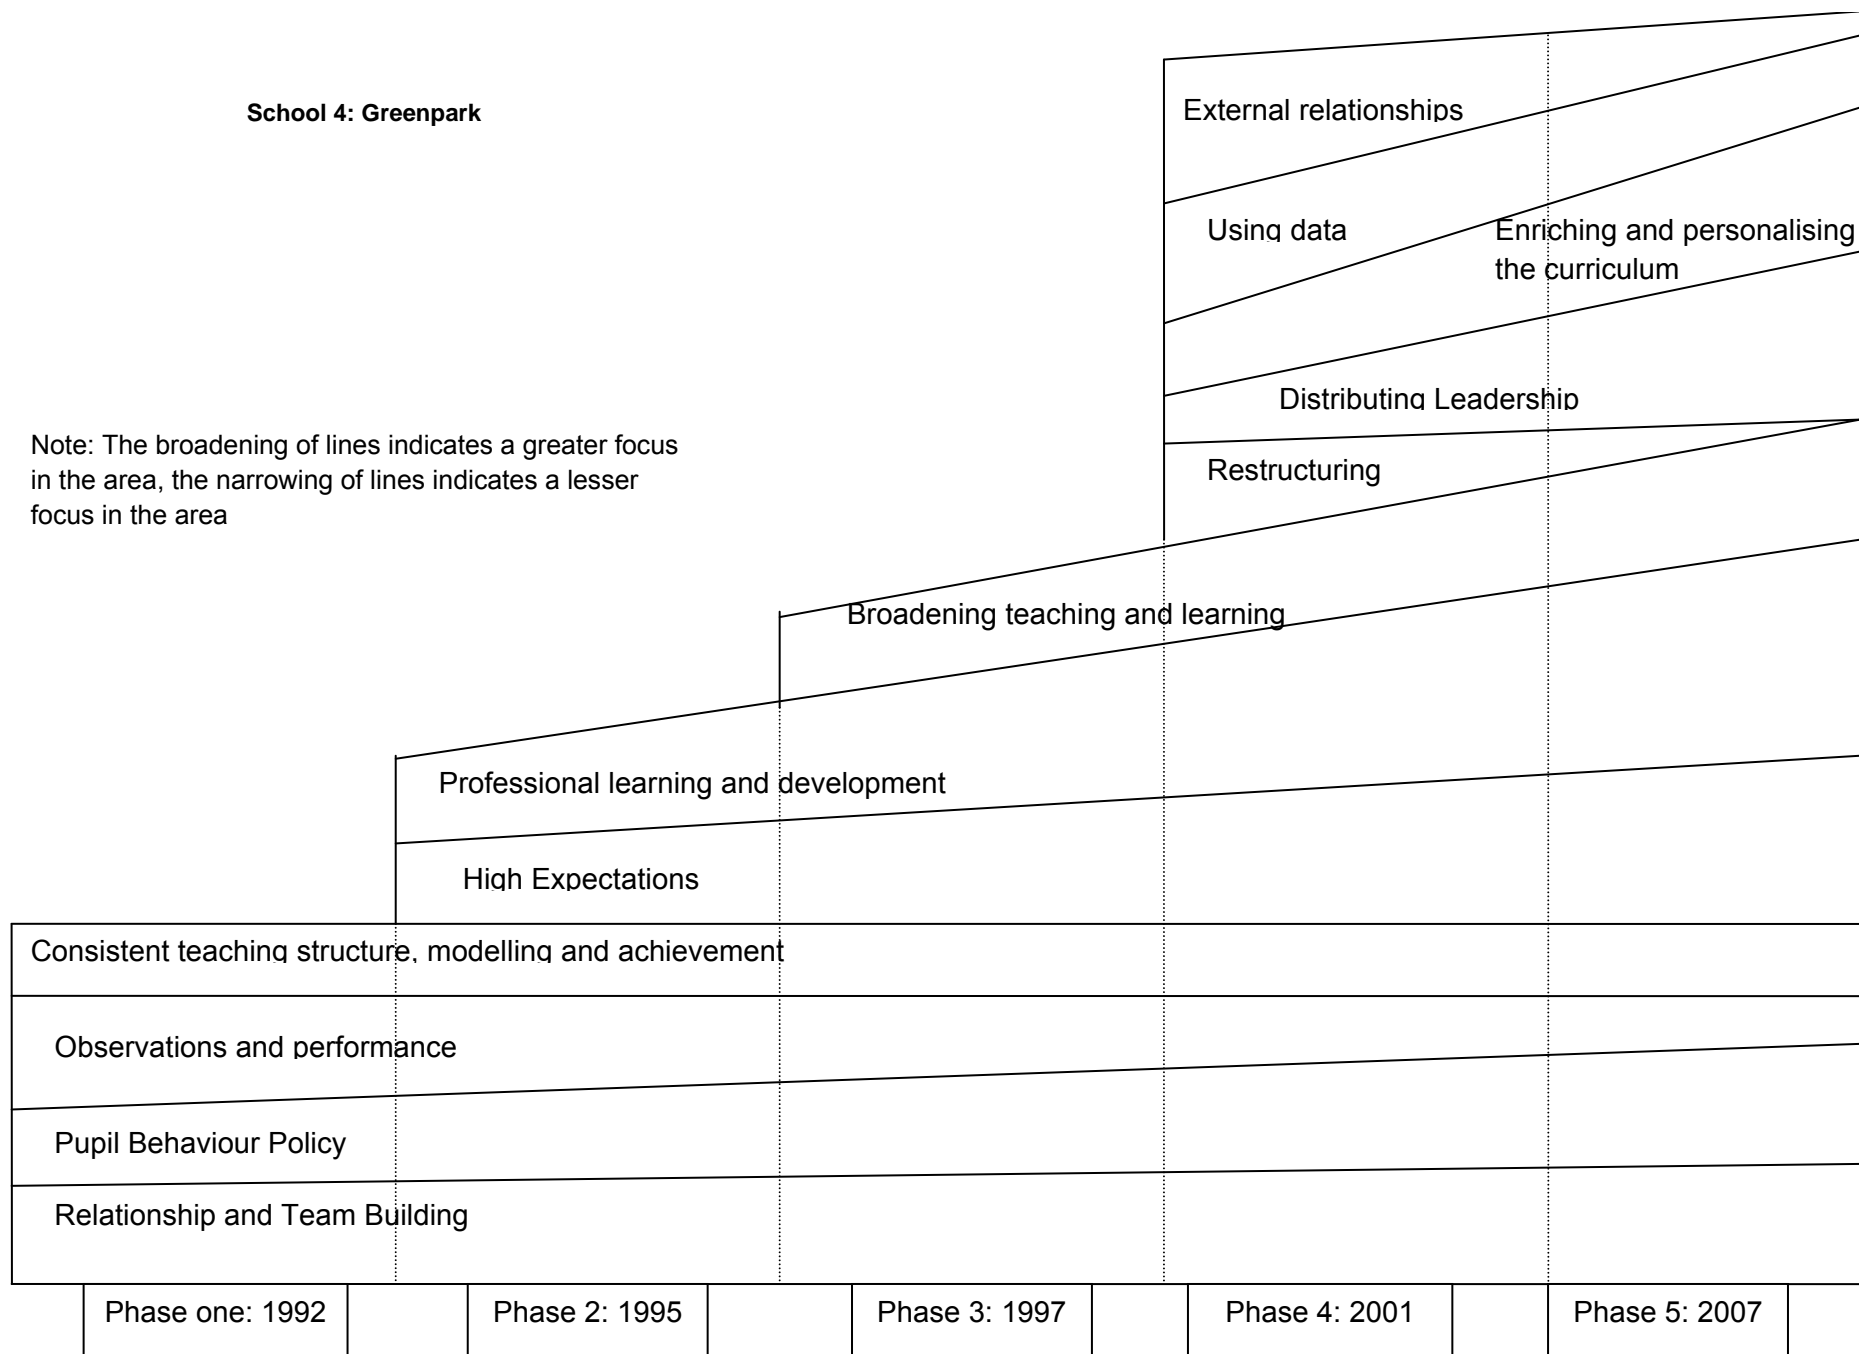 School 4: Greenpark
External relationships
Using data
Enriching and personalising
the curriculum
Distributing Leadership
Note: The broadening of lines indicates a greater focus
in the area, the narrowing of lines indicates a lesser
focus in the area
Restructuring
Broadening teaching and learning
Professional learning and development
High Expectations
Consistent teaching structure, modelling and achievement
Observations and performance
Pupil Behaviour Policy
Relationship and Team Building
Phase one: 1992
Phase 2: 1995
Phase 3: 1997
Phase 4: 2001
Phase 5: 2007